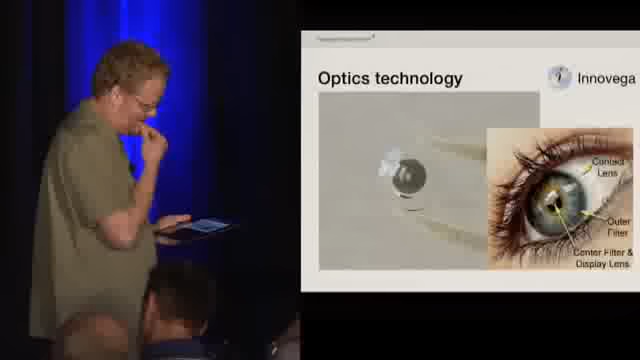 Optics technology
Innovega
Contact
Lens
Outer
Filter
Center Filter &
Display Lens